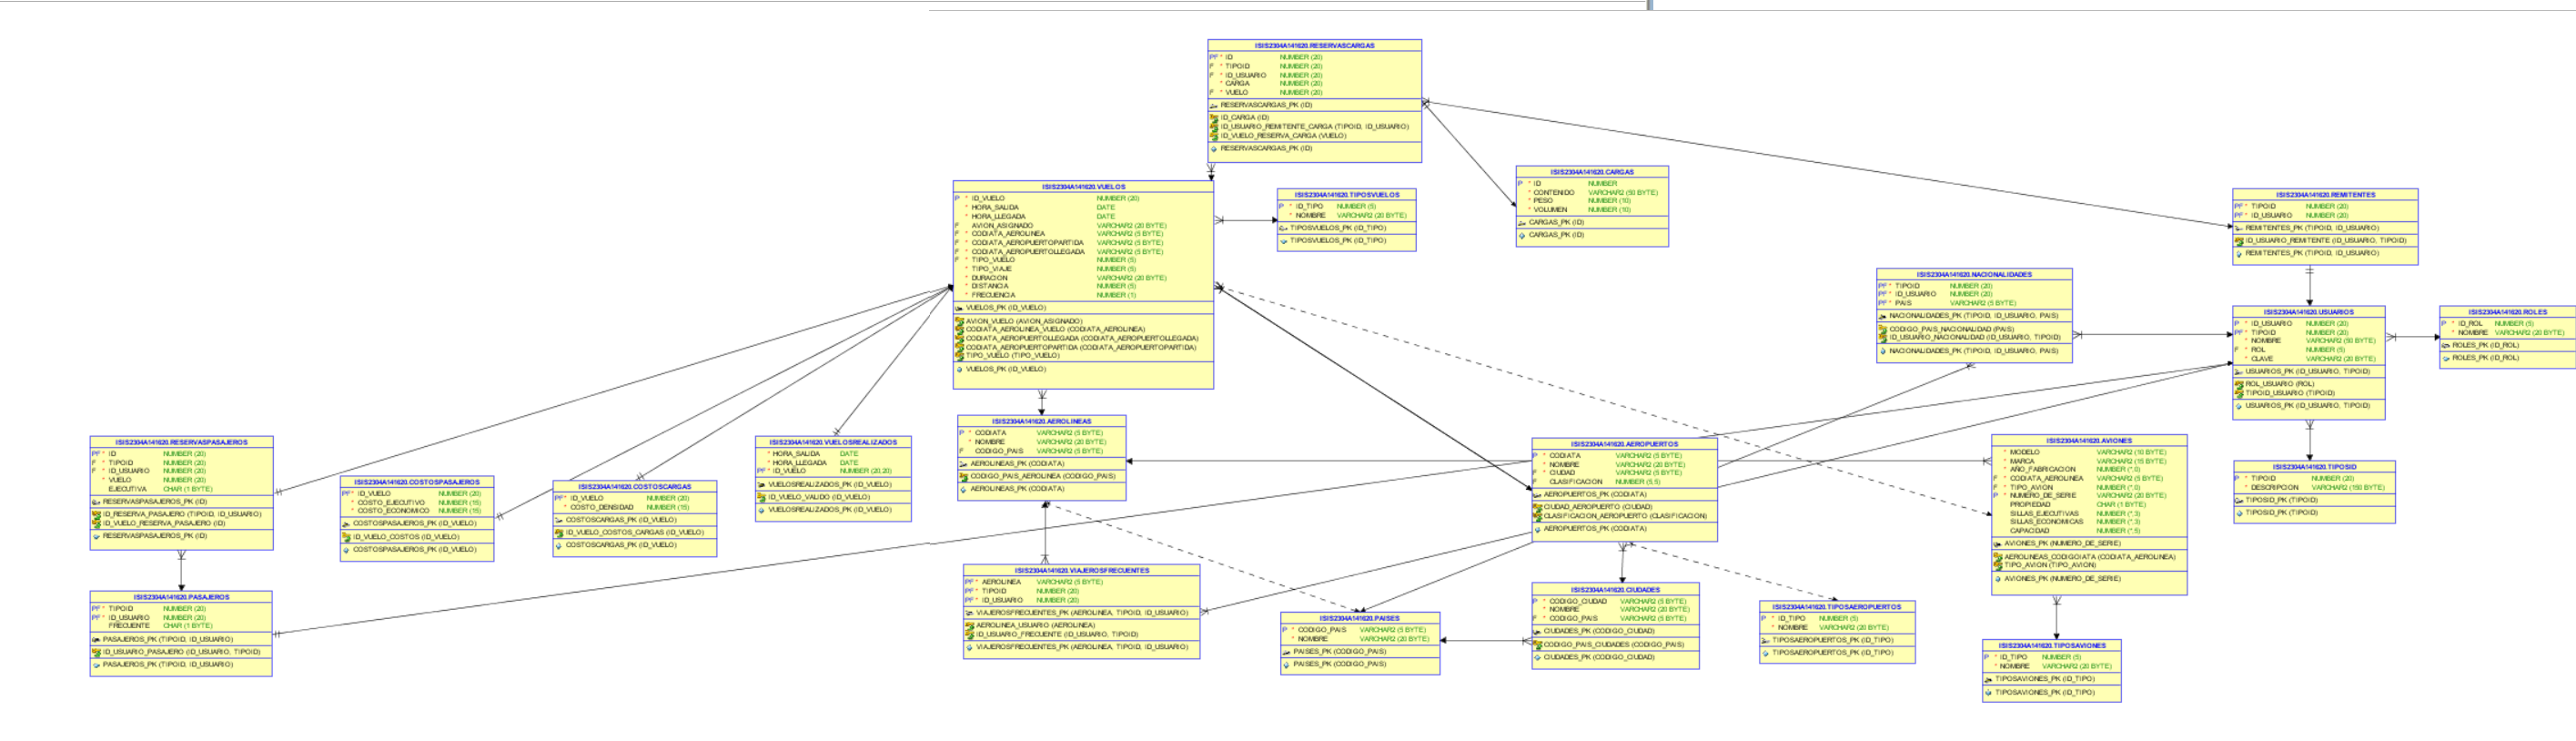 ISIS2304A141620.RESERVASCARGAS
PF * ID NUMBER (20)
F * TIPOID NUMBER (20)
F * ID_USUARIO NUMBER (20)
* CARGA NUMBER (20)
F * VUELO NUMBER (20)
RESERVASCARGAS_PK (ID)
ID_CARGA (ID)
ID_USUARIO_REMITENTE_CARGA (TIPOID, ID_USUARIO)
ID_VUELO_RESERVA_CARGA (VUELO)
RESERVASCARGAS_PK (ID)
ISIS2304A141620.VUELOS
P * ID_VUELO NUMBER (20)
* HORA_SALIDA DATE
* HORA_LLEGADA DATE
F AVION_ASIGNADO VARCHAR2 (20 BYTE)
F * CODIATA_AEROLINEA VARCHAR2 (5 BYTE)
F * CODIATA_AEROPUERTOPARTIDA VARCHAR2 (5 BYTE)
F * CODIATA_AEROPUERTOLLEGADA VARCHAR2 (5 BYTE)
F * TIPO_VUELO NUMBER (5)
* TIPO_VIAJE NUMBER (5)
* DURACION VARCHAR2 (20 BYTE)
* DISTANCIA NUMBER (5)
* FRECUENCIA NUMBER (1)
VUELOS_PK (ID_VUELO)
AVION_VUELO (AVION_ASIGNADO)
CODIATA_AEROLINEA_VUELO (CODIATA_AEROLINEA)
CODIATA_AEROPUERTOLLEGADA (CODIATA_AEROPUERTOLLEGADA)
CODIATA_AEROPUERTOPARTIDA (CODIATA_AEROPUERTOPARTIDA)
TIPO_VUELO (TIPO_VUELO)
VUELOS_PK (ID_VUELO)
ISIS2304A141620.TIPOSVUELOS
P * ID_TIPO NUMBER (5)
* NOMBRE VARCHAR2 (20 BYTE)
TIPOSVUELOS_PK (ID_TIPO)
TIPOSVUELOS_PK (ID_TIPO)
ISIS2304A141620.CARGAS
P * ID NUMBER
* CONTENIDO VARCHAR2 (50 BYTE)
* PESO NUMBER (10)
* VOLUMEN NUMBER (10)
CARGAS_PK (ID)
CARGAS_PK (ID)
ISIS2304A141620.REMITENTES
PF * TIPOID NUMBER (20)
PF * ID_USUARIO NUMBER (20)
REMITENTES_PK (TIPOID, ID_USUARIO)
ID_USUARIO_REMITENTE (ID_USUARIO, TIPOID)
REMITENTES_PK (TIPOID, ID_USUARIO)
ISIS2304A141620.NACIONALIDADES
PF * TIPOID NUMBER (20)
PF * ID_USUARIO NUMBER (20)
PF * PAIS VARCHAR2 (5 BYTE)
NACIONALIDADES_PK (TIPOID, ID_USUARIO, PAIS)
CODIGO_PAIS_NACIONALIDAD (PAIS)
ID_USUARIO_NACIONALIDAD (ID_USUARIO, TIPOID)
NACIONALIDADES_PK (TIPOID, ID_USUARIO, PAIS)
ISIS2304A141620.USUARIOS
P * ID_USUARIO NUMBER (20)
PF * TIPOID NUMBER (20)
* NOMBRE VARCHAR2 (50 BYTE)
F * ROL NUMBER (5)
* CLAVE VARCHAR2 (20 BYTE)
USUARIOS_PK (ID_USUARIO, TIPOID)
ROL_USUARIO (ROL)
TIPOID_USUARIO (TIPOID)
USUARIOS_PK (ID_USUARIO, TIPOID)
ISIS2304A141620.ROLES
P * ID_ROL NUMBER (5)
* NOMBRE VARCHAR2 (20 BYTE)
ROLES_PK (ID_ROL)
ROLES_PK (ID_ROL)
ISIS2304A141620.RESERVASPASAJEROS
PF * ID NUMBER (20)
F * TIPOID NUMBER (20)
F * ID_USUARIO NUMBER (20)
* VUELO NUMBER (20)
EJECUTIVA CHAR (1 BYTE)
RESERVASPASAJEROS_PK (ID)
ID_RESERVA_PASAJERO (TIPOID, ID_USUARIO)
ID_VUELO_RESERVA_PASAJERO (ID)
RESERVASPASAJEROS_PK (ID)
ISIS2304A141620.COSTOSPASAJEROS
PF * ID_VUELO NUMBER (20)
* COSTO_EJECUTIVO NUMBER (15)
* COSTO_ECONOMICO NUMBER (15)
COSTOSPASAJEROS_PK (ID_VUELO)
ID_VUELO_COSTOS (ID_VUELO)
COSTOSPASAJEROS_PK (ID_VUELO)
ISIS2304A141620.COSTOSCARGAS
PF * ID_VUELO NUMBER (20)
* COSTO_DENSIDAD NUMBER (15)
COSTOSCARGAS_PK (ID_VUELO)
ID_VUELO_COSTOS_CARGAS (ID_VUELO)
COSTOSCARGAS_PK (ID_VUELO)
ISIS2304A141620.VUELOSREALIZADOS
* HORA_SALIDA DATE
* HORA_LLEGADA DATE
PF * ID_VUELO NUMBER (20,20)
VUELOSREALIZADOS_PK (ID_VUELO)
ID_VUELO_VALIDO (ID_VUELO)
VUELOSREALIZADOS_PK (ID_VUELO)
ISIS2304A141620.AEROLINEAS
P * CODIATA VARCHAR2 (5 BYTE)
* NOMBRE VARCHAR2 (20 BYTE)
F CODIGO_PAIS VARCHAR2 (5 BYTE)
AEROLINEAS_PK (CODIATA)
CODIGO_PAIS_AEROLINEA (CODIGO_PAIS)
AEROLINEAS_PK (CODIATA)
ISIS2304A141620.AEROPUERTOS
P * CODIATA VARCHAR2 (5 BYTE)
* NOMBRE VARCHAR2 (20 BYTE)
F * CIUDAD VARCHAR2 (5 BYTE)
F CLASIFICACION NUMBER (5,5)
AEROPUERTOS_PK (CODIATA)
CIUDAD_AEROPUERTO (CIUDAD)
CLASIFICACION_AEROPUERTO (CLASIFICACION)
AEROPUERTOS_PK (CODIATA)
ISIS2304A141620.AVIONES
* MODELO VARCHAR2 (10 BYTE)
* MARCA VARCHAR2 (15 BYTE)
* AÑO_FABRICACION NUMBER (*,0)
F * CODIATA_AEROLINEA VARCHAR2 (5 BYTE)
F * TIPO_AVION NUMBER (*,0)
P * NUMERO_DE_SERIE VARCHAR2 (20 BYTE)
PROPIEDAD CHAR (1 BYTE)
SILLAS_EJECUTIVAS NUMBER (*,3)
SILLAS_ECONOMICAS NUMBER (*,3)
CAPACIDAD NUMBER (*,5)
AVIONES_PK (NUMERO_DE_SERIE)
AEROLINEAS_CODIGOIATA (CODIATA_AEROLINEA)
TIPO_AVION (TIPO_AVION)
AVIONES_PK (NUMERO_DE_SERIE)
ISIS2304A141620.TIPOSID
P * TIPOID NUMBER (20)
* DESCRIPCION VARCHAR2 (150 BYTE)
TIPOSID_PK (TIPOID)
TIPOSID_PK (TIPOID)
ISIS2304A141620.PASAJEROS
PF * TIPOID NUMBER (20)
PF * ID_USUARIO NUMBER (20)
FRECUENTE CHAR (1 BYTE)
PASAJEROS_PK (TIPOID, ID_USUARIO)
ID_USUARIO_PASAJERO (ID_USUARIO, TIPOID)
PASAJEROS_PK (TIPOID, ID_USUARIO)
ISIS2304A141620.VIAJEROSFRECUENTES
PF * AEROLINEA VARCHAR2 (5 BYTE)
PF * TIPOID NUMBER (20)
PF * ID_USUARIO NUMBER (20)
VIAJEROSFRECUENTES_PK (AEROLINEA, TIPOID, ID_USUARIO)
AEROLINEA_USUARIO (AEROLINEA)
ID_USUARIO_FRECUENTE (ID_USUARIO, TIPOID)
VIAJEROSFRECUENTES_PK (AEROLINEA, TIPOID, ID_USUARIO)
ISIS2304A141620.PAISES
P * CODIGO_PAIS VARCHAR2 (5 BYTE)
* NOMBRE VARCHAR2 (20 BYTE)
PAISES_PK (CODIGO_PAIS)
PAISES_PK (CODIGO_PAIS)
ISIS2304A141620.CIUDADES
P * CODIGO_CIUDAD VARCHAR2 (5 BYTE)
* NOMBRE VARCHAR2 (20 BYTE)
F * CODIGO_PAIS VARCHAR2 (5 BYTE)
CIUDADES_PK (CODIGO_CIUDAD)
CODIGO_PAIS_CIUDADES (CODIGO_PAIS)
CIUDADES_PK (CODIGO_CIUDAD)
ISIS2304A141620.TIPOSAEROPUERTOS
P * ID_TIPO NUMBER (5)
* NOMBRE VARCHAR2 (20 BYTE)
TIPOSAEROPUERTOS_PK (ID_TIPO)
TIPOSAEROPUERTOS_PK (ID_TIPO)
ISIS2304A141620.TIPOSAVIONES
P * ID_TIPO NUMBER (5)
* NOMBRE VARCHAR2 (20 BYTE)
TIPOSAVIONES_PK (ID_TIPO)
TIPOSAVIONES_PK (ID_TIPO)